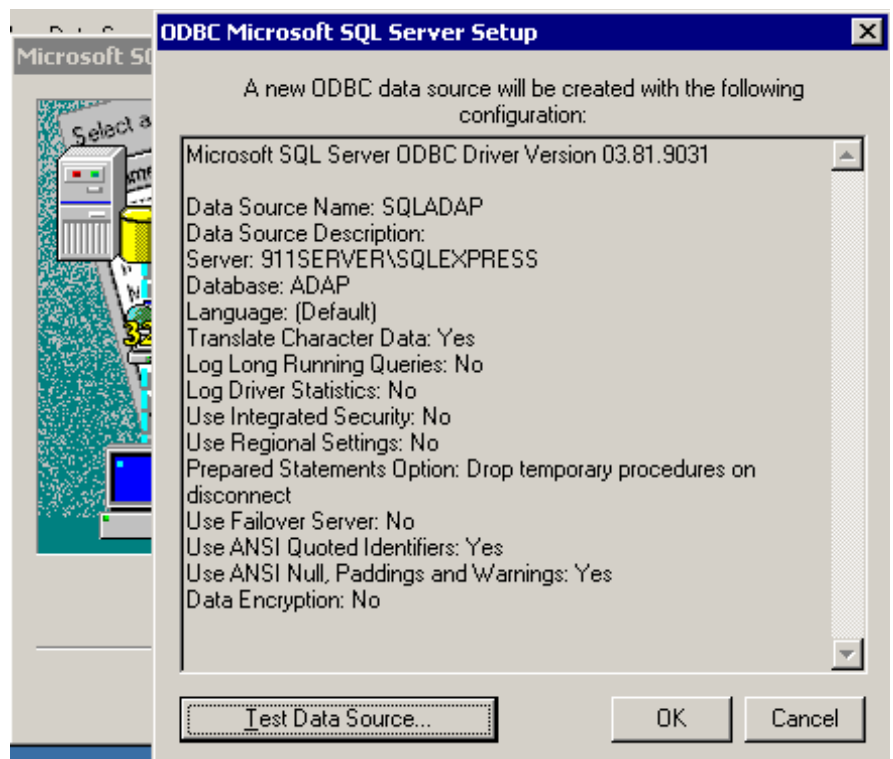 Microsoft S
ODBC Microsoft SQL Server Setup
Select a
A new ODBC data source will be created with the following
configuration:
Microsoft SQL Server ODBC Driver Version 03.81.9031
Data Source Name: SQLADAP
Data Source Description:
Server: 911SERVER\SQLEXPRESS
Database: ADAP
Language: (Default)
Translate Character Data: Yes
Log Long Running Queries: No
Log Driver Statistics: No
Use Integrated Security: No
Use Regional Settings: No
Prepared Statements Option: Drop temporary procedures on
disconnect
Use Failover Server: No
Use ANSI Quoted Identifiers: Yes
Use ANSI Null, Paddings and Warnings: Yes
Data Encryption: No
Test Data Source...
OK
Cancel